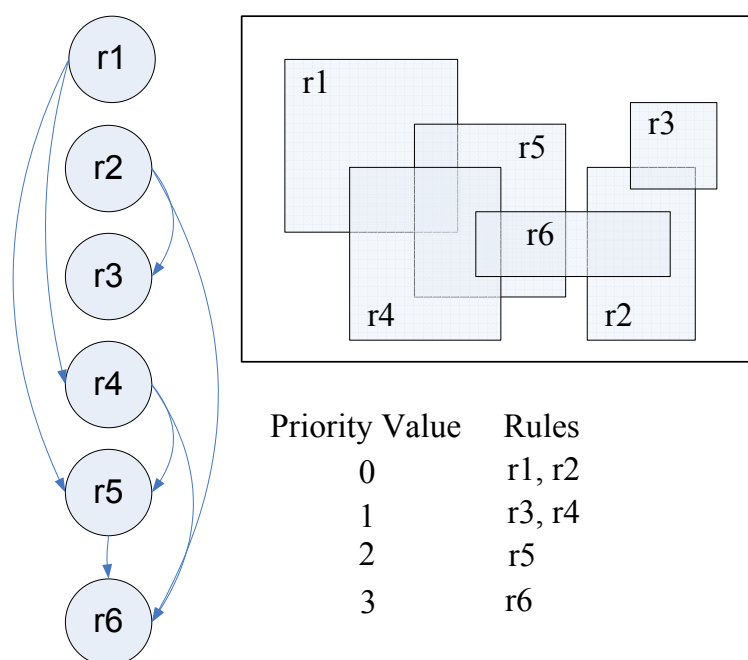 r1
r2
r3
r4
r5
r6
r1
r3
r5
r6
r4
r2
Priority Value Rules
0 r1, r2
1 r3, r4
2 r5
3 r6